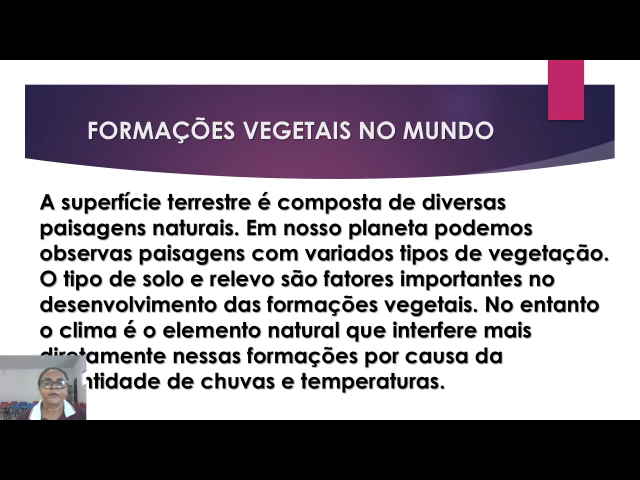 FORMAÇÕES VEGETAIS NO MUNDO
A superfície terrestre é composta de diversas
paisagens naturais. Em nosso planeta podemos
observas paisagens com variados tipos de vegetação.
O tipo de solo e relevo são fatores importantes no
desenvolvimento das formações vegetais. No entanto
o clima é o elemento natural que interfere mais
diretamente nessas formações por causa da
de chuvas e temperaturas.